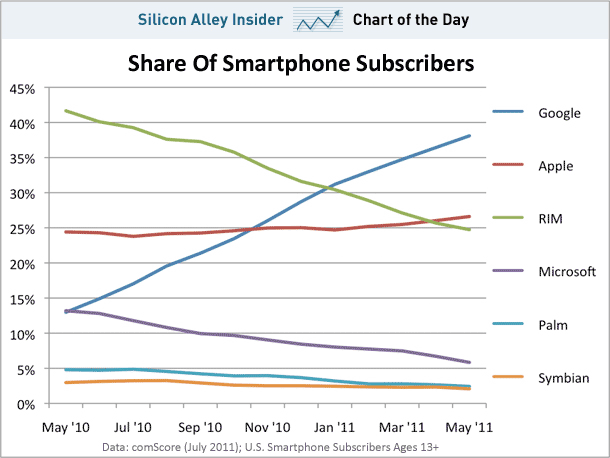 Silicon Alley Insider Chart of the Day
Share Of Smartphone Subscribers
45%
40%
35%
30%
25%
20%
15%
10%
5%
0%
May '10 Jul '10 Sep '10 Nov '10 Jan '11 Mar '11 May '11
Google
Apple
RIM
Microsoft
Palm
Symbian
Data: comScore (July 2011); U.S. Smartphone Subscribers Ages 13+